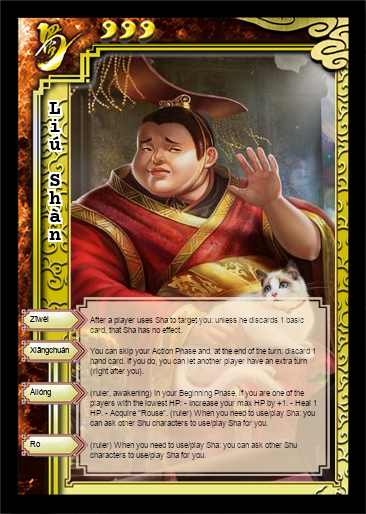 蜀
Liú Shàn
Zīwèi
After a player uses Sha to target you: unless he discards 1 basic
card, that Sha has no effect.
Xiāngchuán
You can skip your Action Phase and, at the end of the turn: discard 1
hand card. If you do, you can let another player have an extra turn
(right after you).
Àilóng
(ruler, awakening) In your Beginning Phase, if you are one of the
players with the lowest HP: - Increase your max HP by +1. - Heal 1
HP. - Acquire "Rouse". (ruler) When you need to use/play Sha: you
can ask other Shu characters to use/play Sha for you.
Ro
(ruler) When you need to use/play Sha: you can ask other Shu
characters to use/play Sha for you.